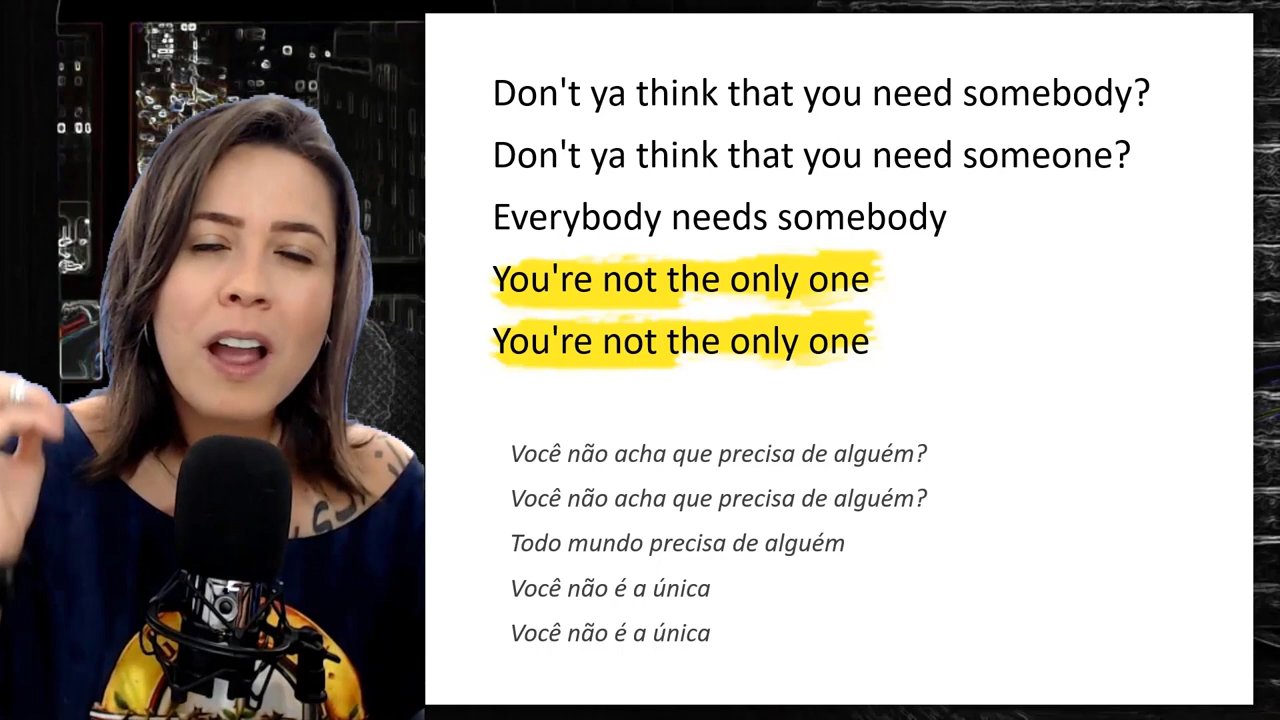 Don't ya think that you need somebody?
Don't ya think that you need someone?
Everybody needs somebody
You're not the only one
You're not the only one
Você não acha que precisa de alguém?
Você não acha que precisa de alguém?
Todo mundo precisa de alguém
Você não é a única
Você não é a única